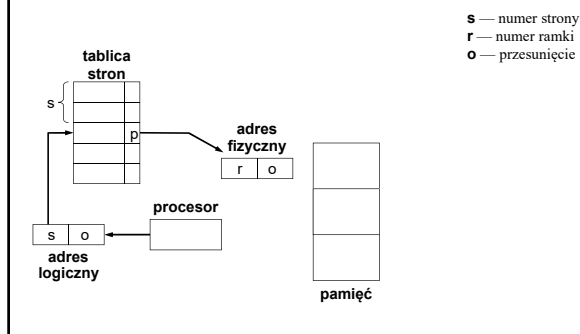 s — numer strony
r — numer ramki
o — przesunięcie
tablica
stron
s
p
adres
fizyczny
r o
procesor
s o
adres
logiczny
pamięć